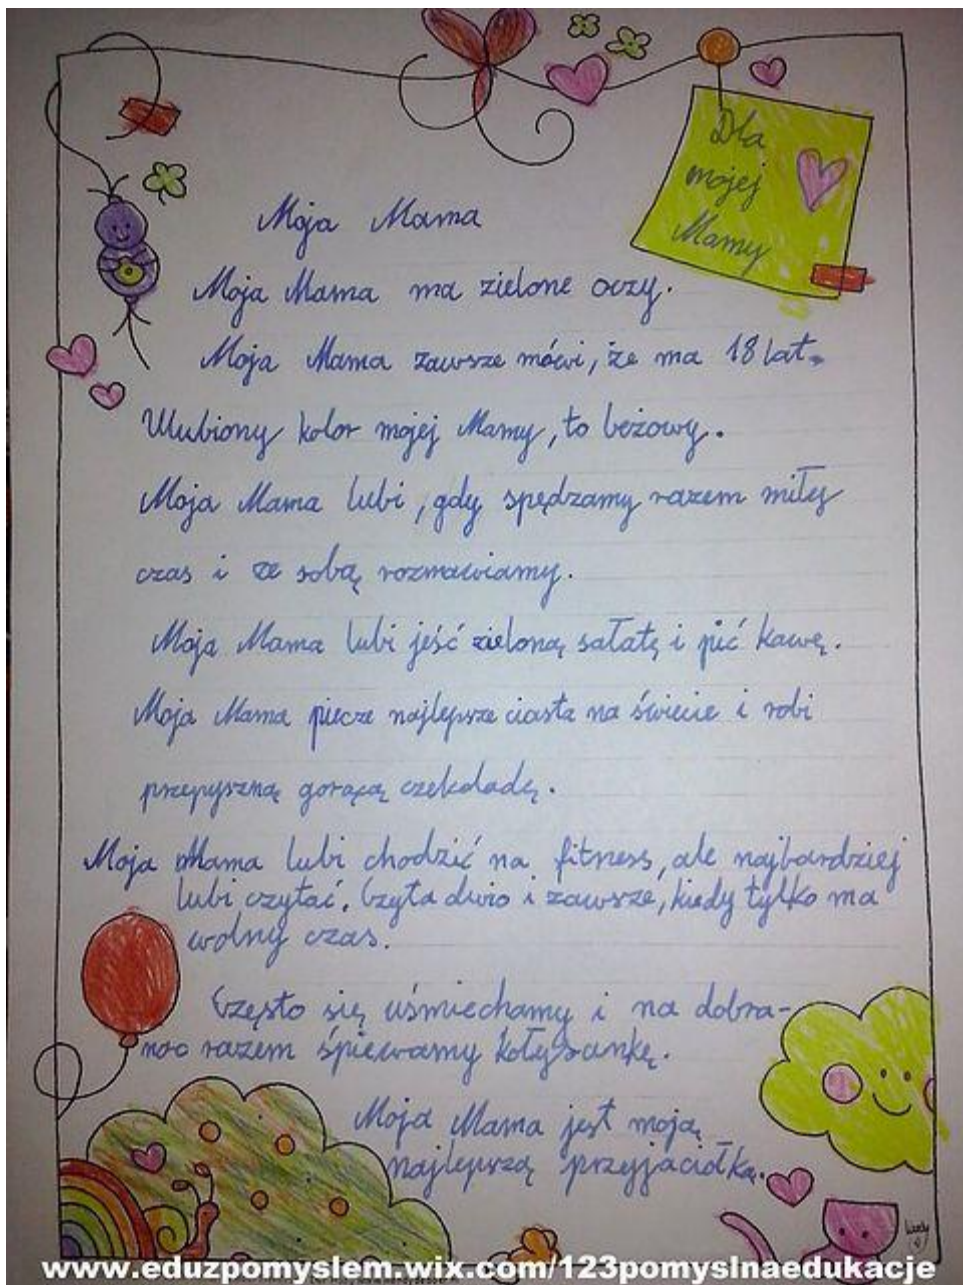 Dla
mojej
Mamy
Moja Mama
Moja Mama ma zielone oczy.
Moja Mama zawsze mówi, że ma 18 lat.
Ulubiony kolor mojej Mamy, to beżowy.
Moja Mama lubi, gdy spędzamy razem miły
czas i ze sobą rozmawiamy.
Moja Mama lubi jeść zieloną sałatę i pić kawę.
Moja Mama piecze najlepsze ciasta na świecie i robi
przepyszną gorącą czekoladę.
Moja Mama lubi chodzić na fitness, ale najbardziej
lubi czytać. Czyta dużo i zawsze, kiedy tylko ma
wolny czas.
Często się uśmiechamy i na dobra-
noc razem śpiewamy kołysankę.
Moja Mama jest moją
najlepszą przyjaciółką.
www.eduzpomyslem.wix.com/123pomyslnaedukacje